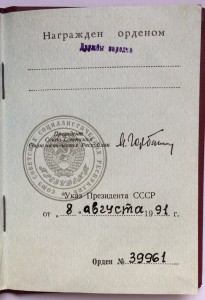 Награжден орденом
Дружбы народов
Президент
Союза Советских
Социалистических Республик
М. Горбачев
Указ Президента СССР
от „ 8 „ августа 1991 г.
Орден № 39961